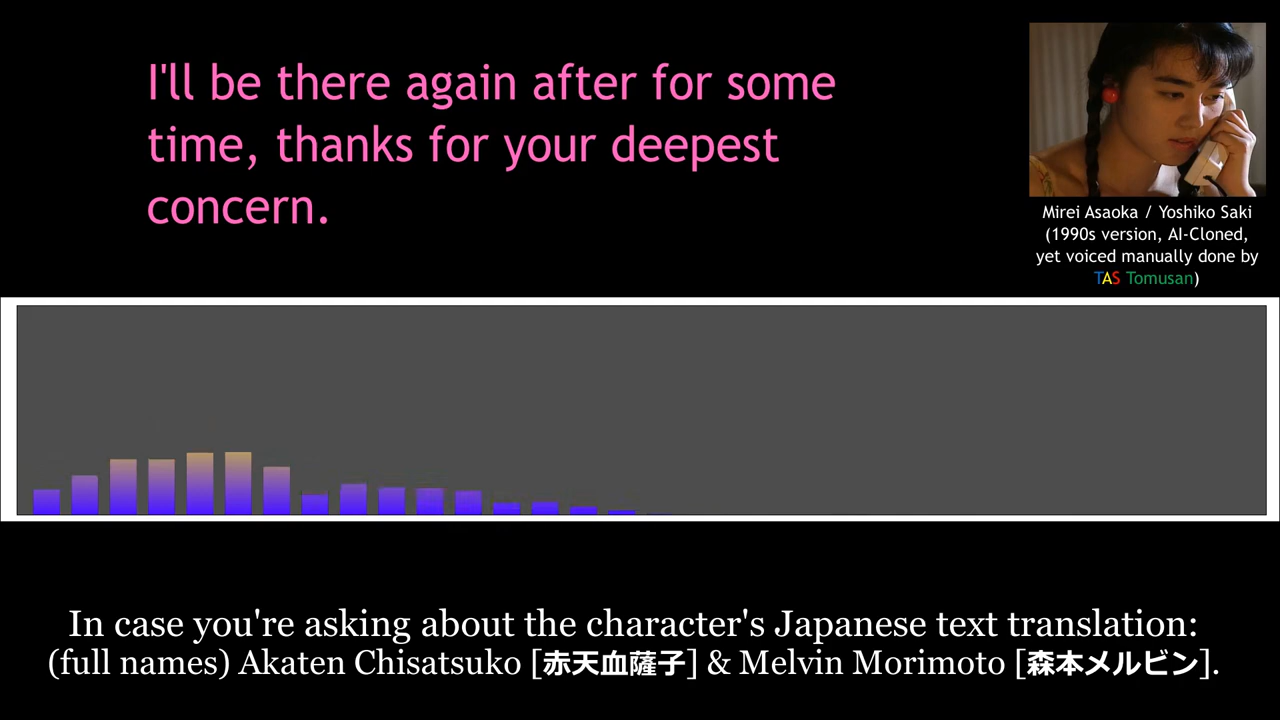 I'll be there again after for some
time, thanks for your deepest
concern.
Mirei Asaoka / Yoshiko Saki
(1990s version, AI-Cloned,
yet voiced manually done by
TAS Tomusan)
In case you're asking about the character's Japanese text translation:
(full names) Akaten Chisatsuko [赤天血薩子] & Melvin Morimoto [森本メルビン].